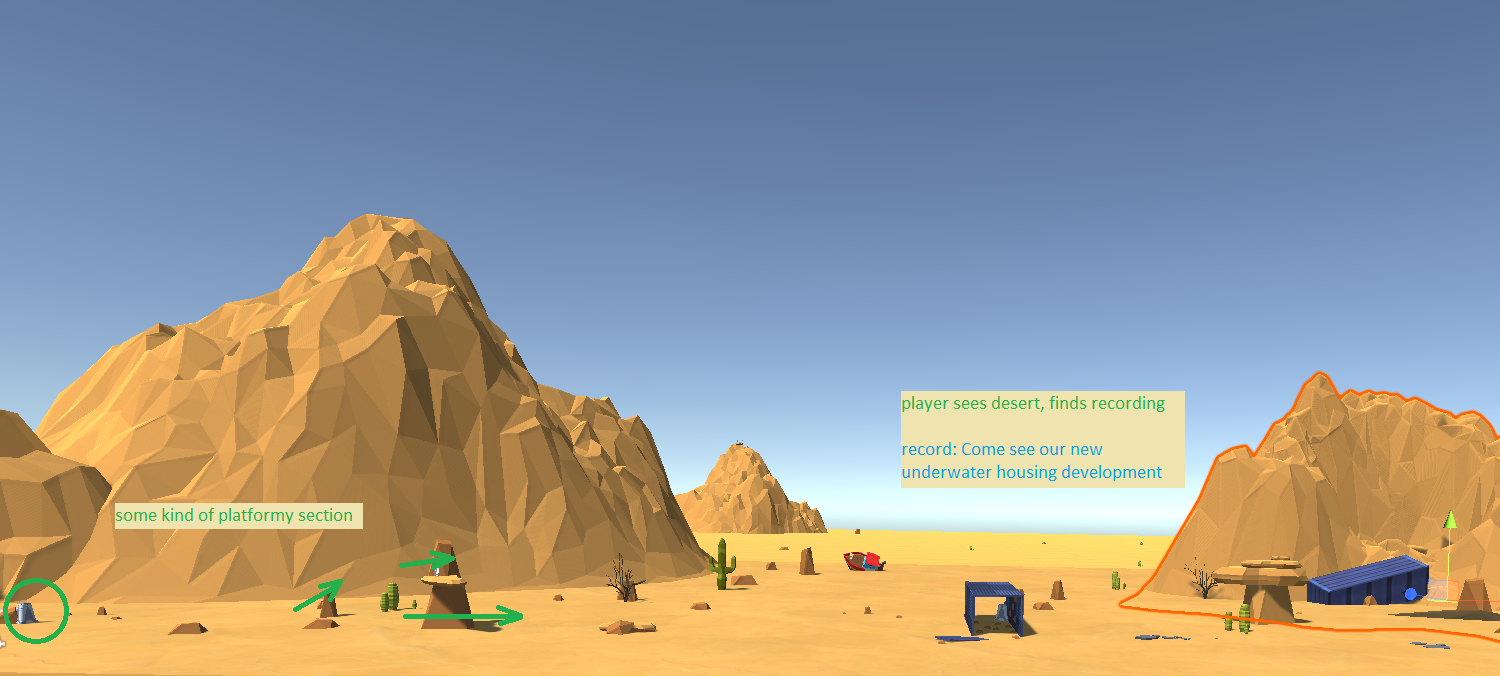 player sees desert, finds recording
record: Come see our new
underwater housing development
some kind of platformy section